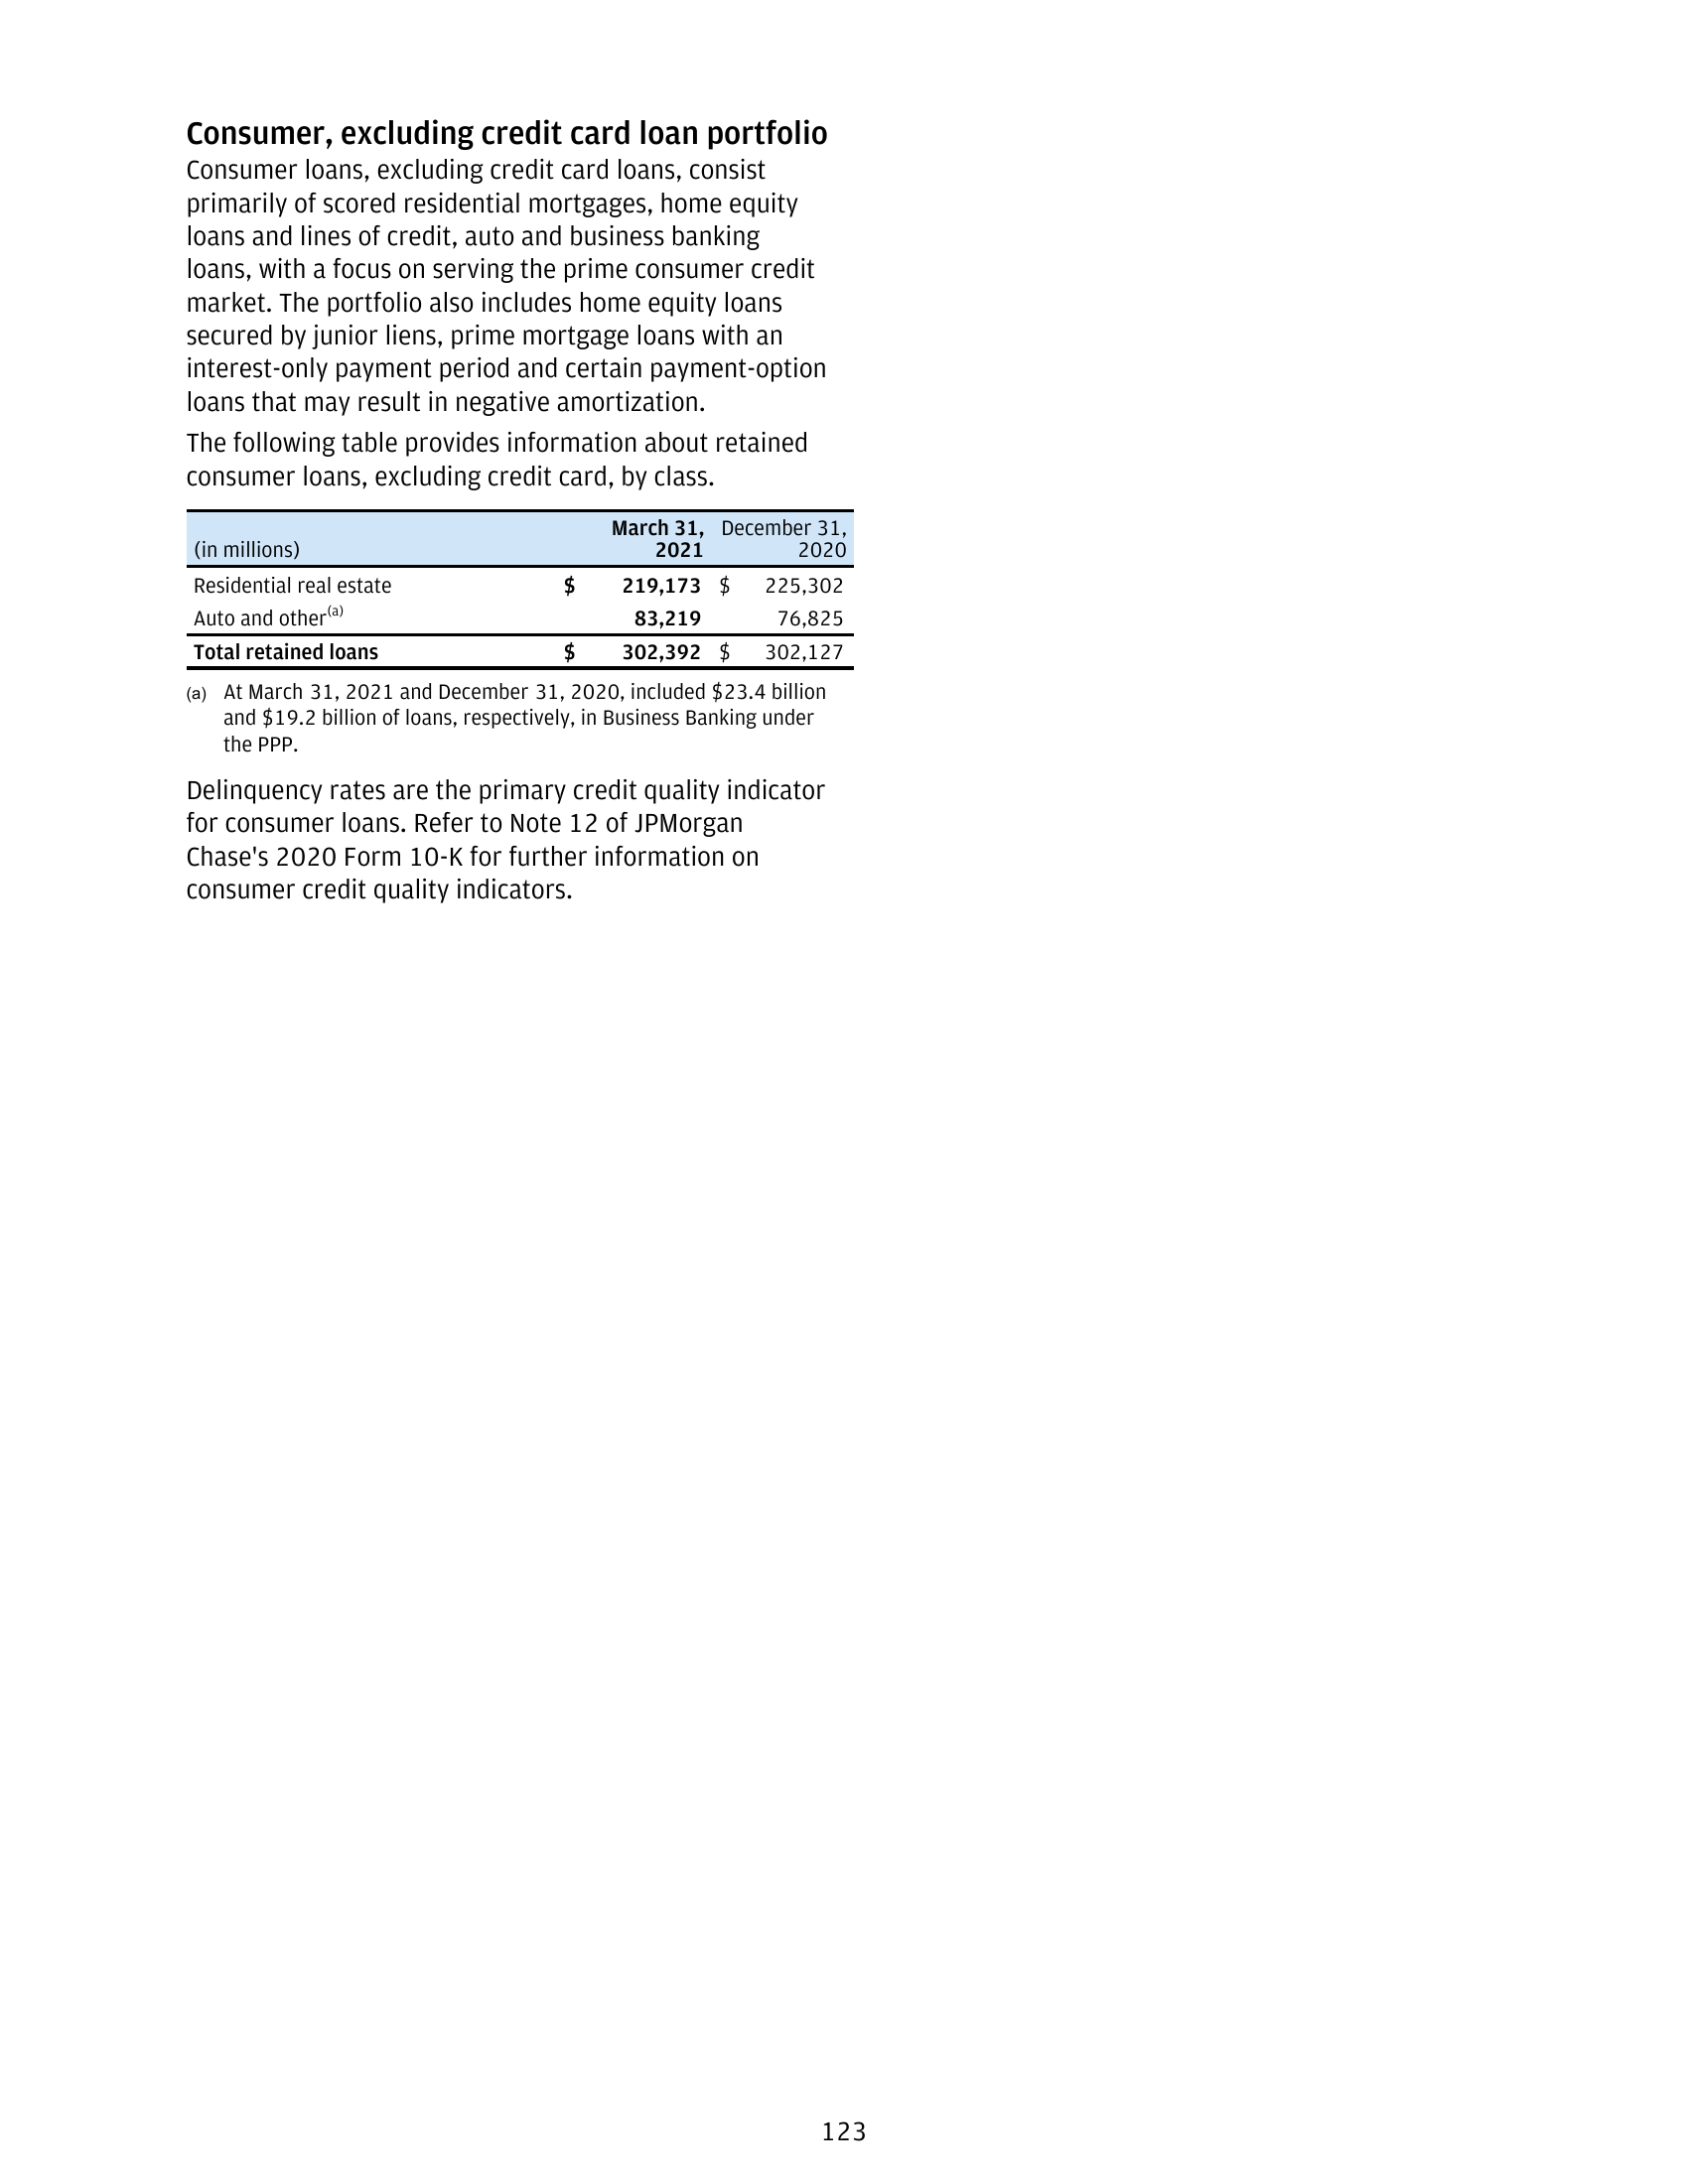 Consumer, excluding credit card loan portfolio
Consumer loans, excluding credit card loans, consist
primarily of scored residential mortgages, home equity
loans and lines of credit, auto and business banking
loans, with a focus on serving the prime consumer credit
market. The portfolio also includes home equity loans
secured by junior liens, prime mortgage loans with an
interest-only payment period and certain payment-option
loans that may result in negative amortization.
The following table provides information about retained
consumer loans, excluding credit card, by class.
(in millions) March 31, 2021 December 31, 2020
Residential real estate $ 219,173 $ 225,302
Auto and other(a) 83,219 76,825
Total retained loans $ 302,392 $ 302,127
(a) At March 31, 2021 and December 31, 2020, included $23.4 billion
and $19.2 billion of loans, respectively, in Business Banking under
the PPP.
Delinquency rates are the primary credit quality indicator
for consumer loans. Refer to Note 12 of JPMorgan
Chase's 2020 Form 10-K for further information on
consumer credit quality indicators.
123